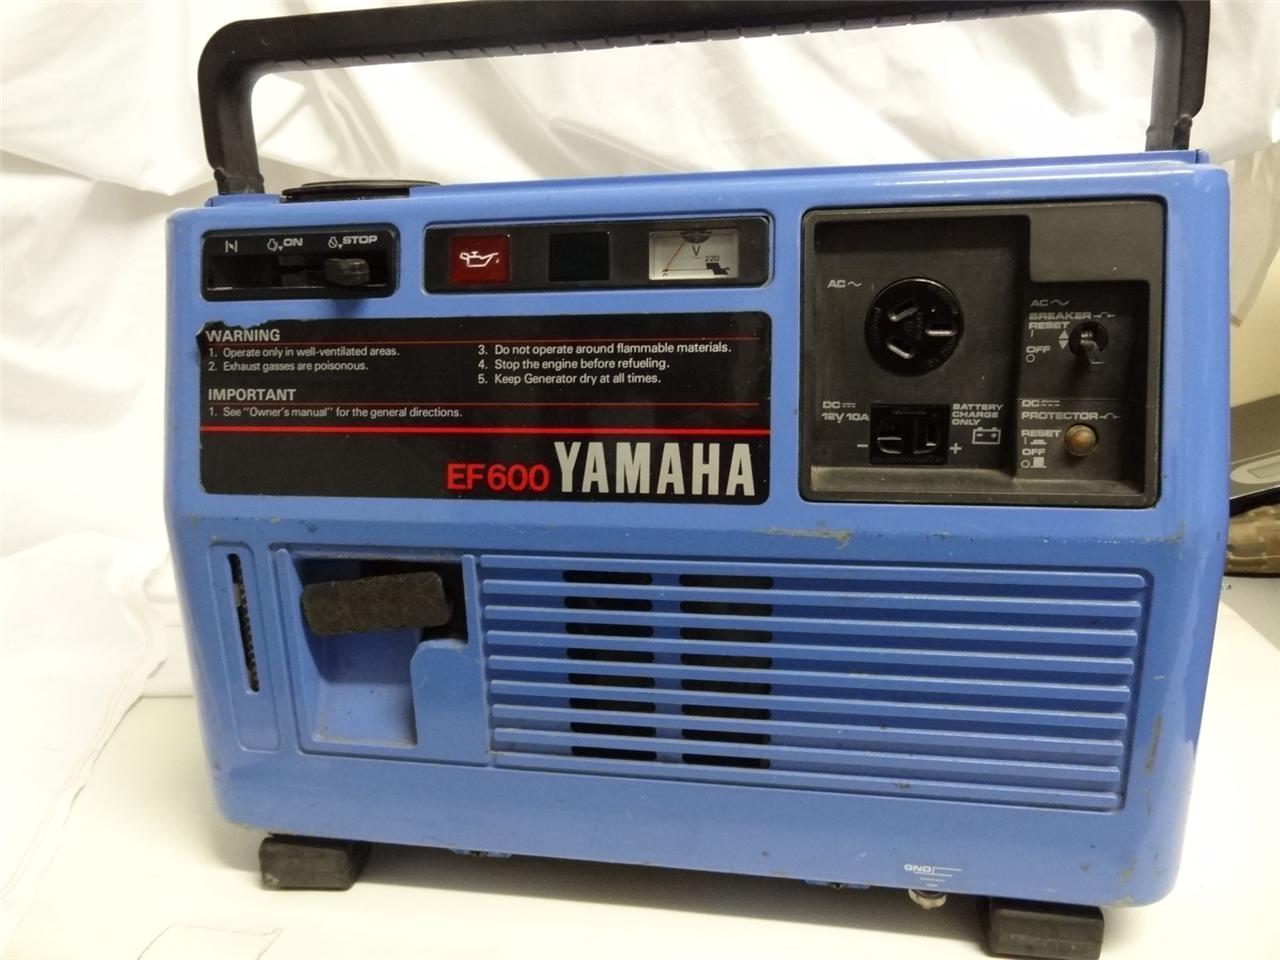 ON
STOP
V
220
WARNING
1. Operate only in well-ventilated areas.
2. Exhaust gasses are poisonous.
3. Do not operate around flammable materials.
4. Stop the engine before refueling.
5. Keep Generator dry at all times.
IMPORTANT
1. See "Owner's manual" for the general directions.
EF600 YAMAHA
AC
AC
BREAKER
RESET
OFF
DC
12V 10A
BATTERY
CHARGE
ONLY
- +
DC
PROTECTOR
RESET
OFF
GND